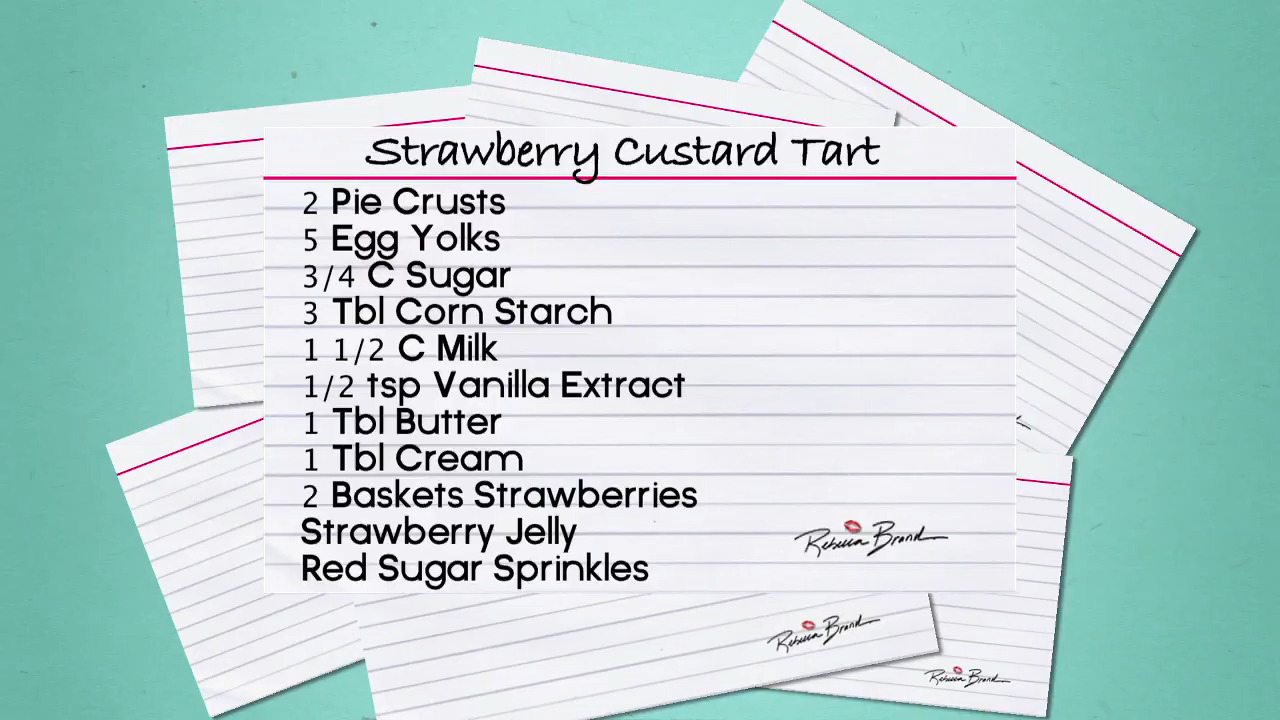 Strawberry Custard Tart
2 Pie Crusts
5 Egg Yolks
3/4 C Sugar
3 Tbl Corn Starch
1 1/2 C Milk
1/2 tsp Vanilla Extract
1 Tbl Butter
1 Tbl Cream
2 Baskets Strawberries
Strawberry Jelly
Red Sugar Sprinkles
Rebecca Brand
Rebecca Brand
Rebecca Brand